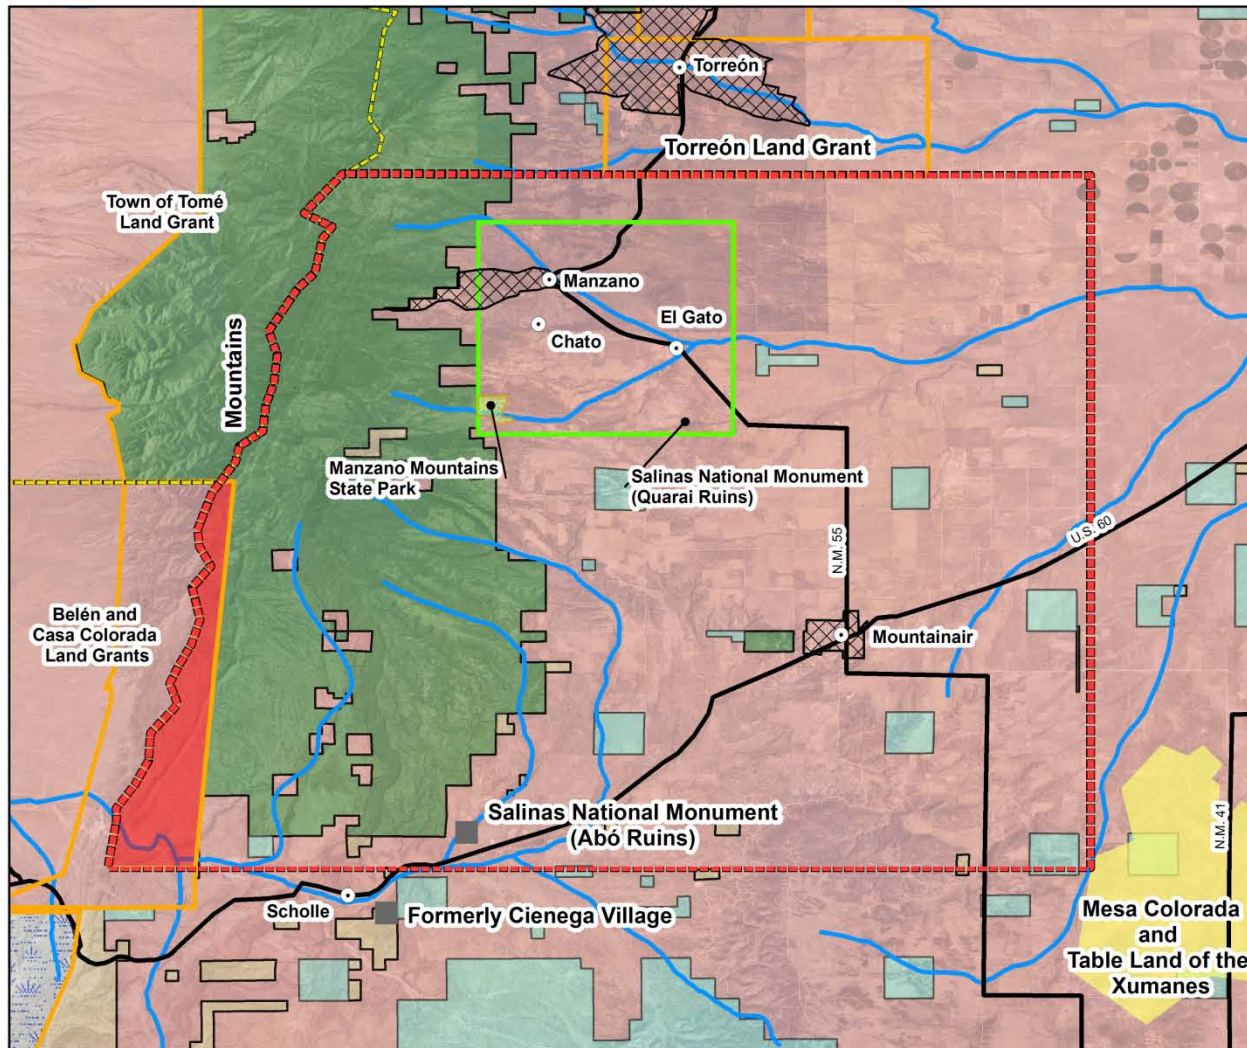 Torreón
Torreón Land Grant
Town of Tomé
Land Grant
Manzano
El Gato
Chato
Mountains
Manzano Mountains
State Park
Salinas National Monument
(Quarai Ruins)
N.M. 55
U.S. 60
Belén and
Casa Colorada
Land Grants
Mountainair
Salinas National Monument
(Abó Ruins)
N.M. 41
Scholle
Formerly Cienega Village
Mesa Colorada
and
Table Land of the
Xumanes